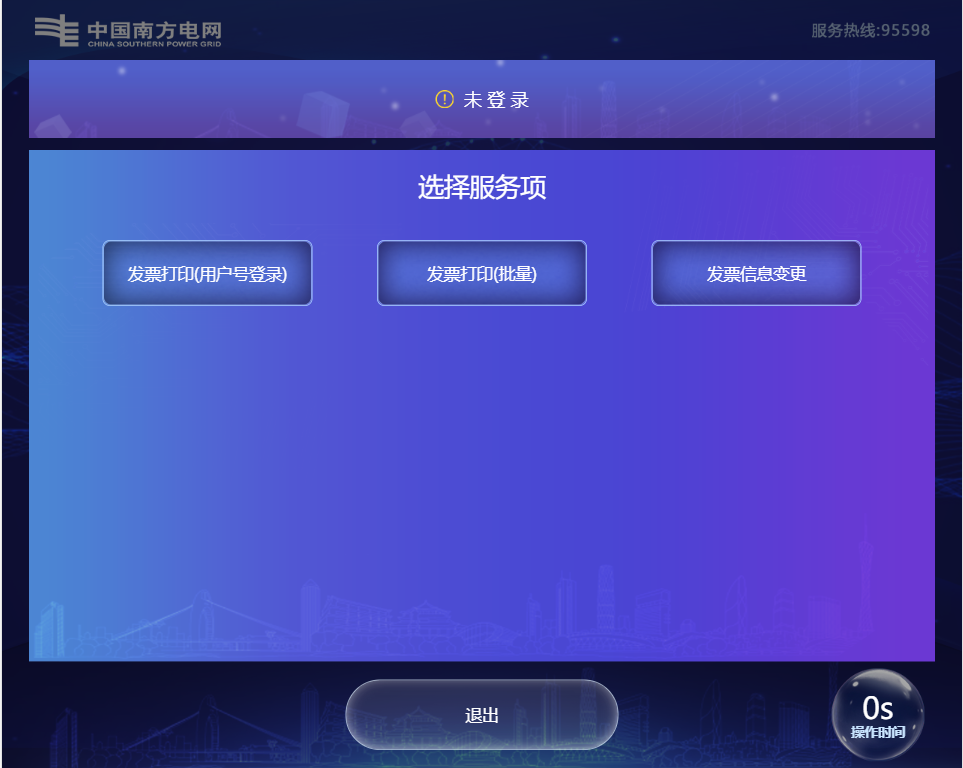 中国南方电网
CHINA SOUTHERN POWER GRID
服务热线:95598
未登录
选择服务项
发票打印(用户号登录)
发票打印(批量)
发票信息变更
退出
0s
操作时间